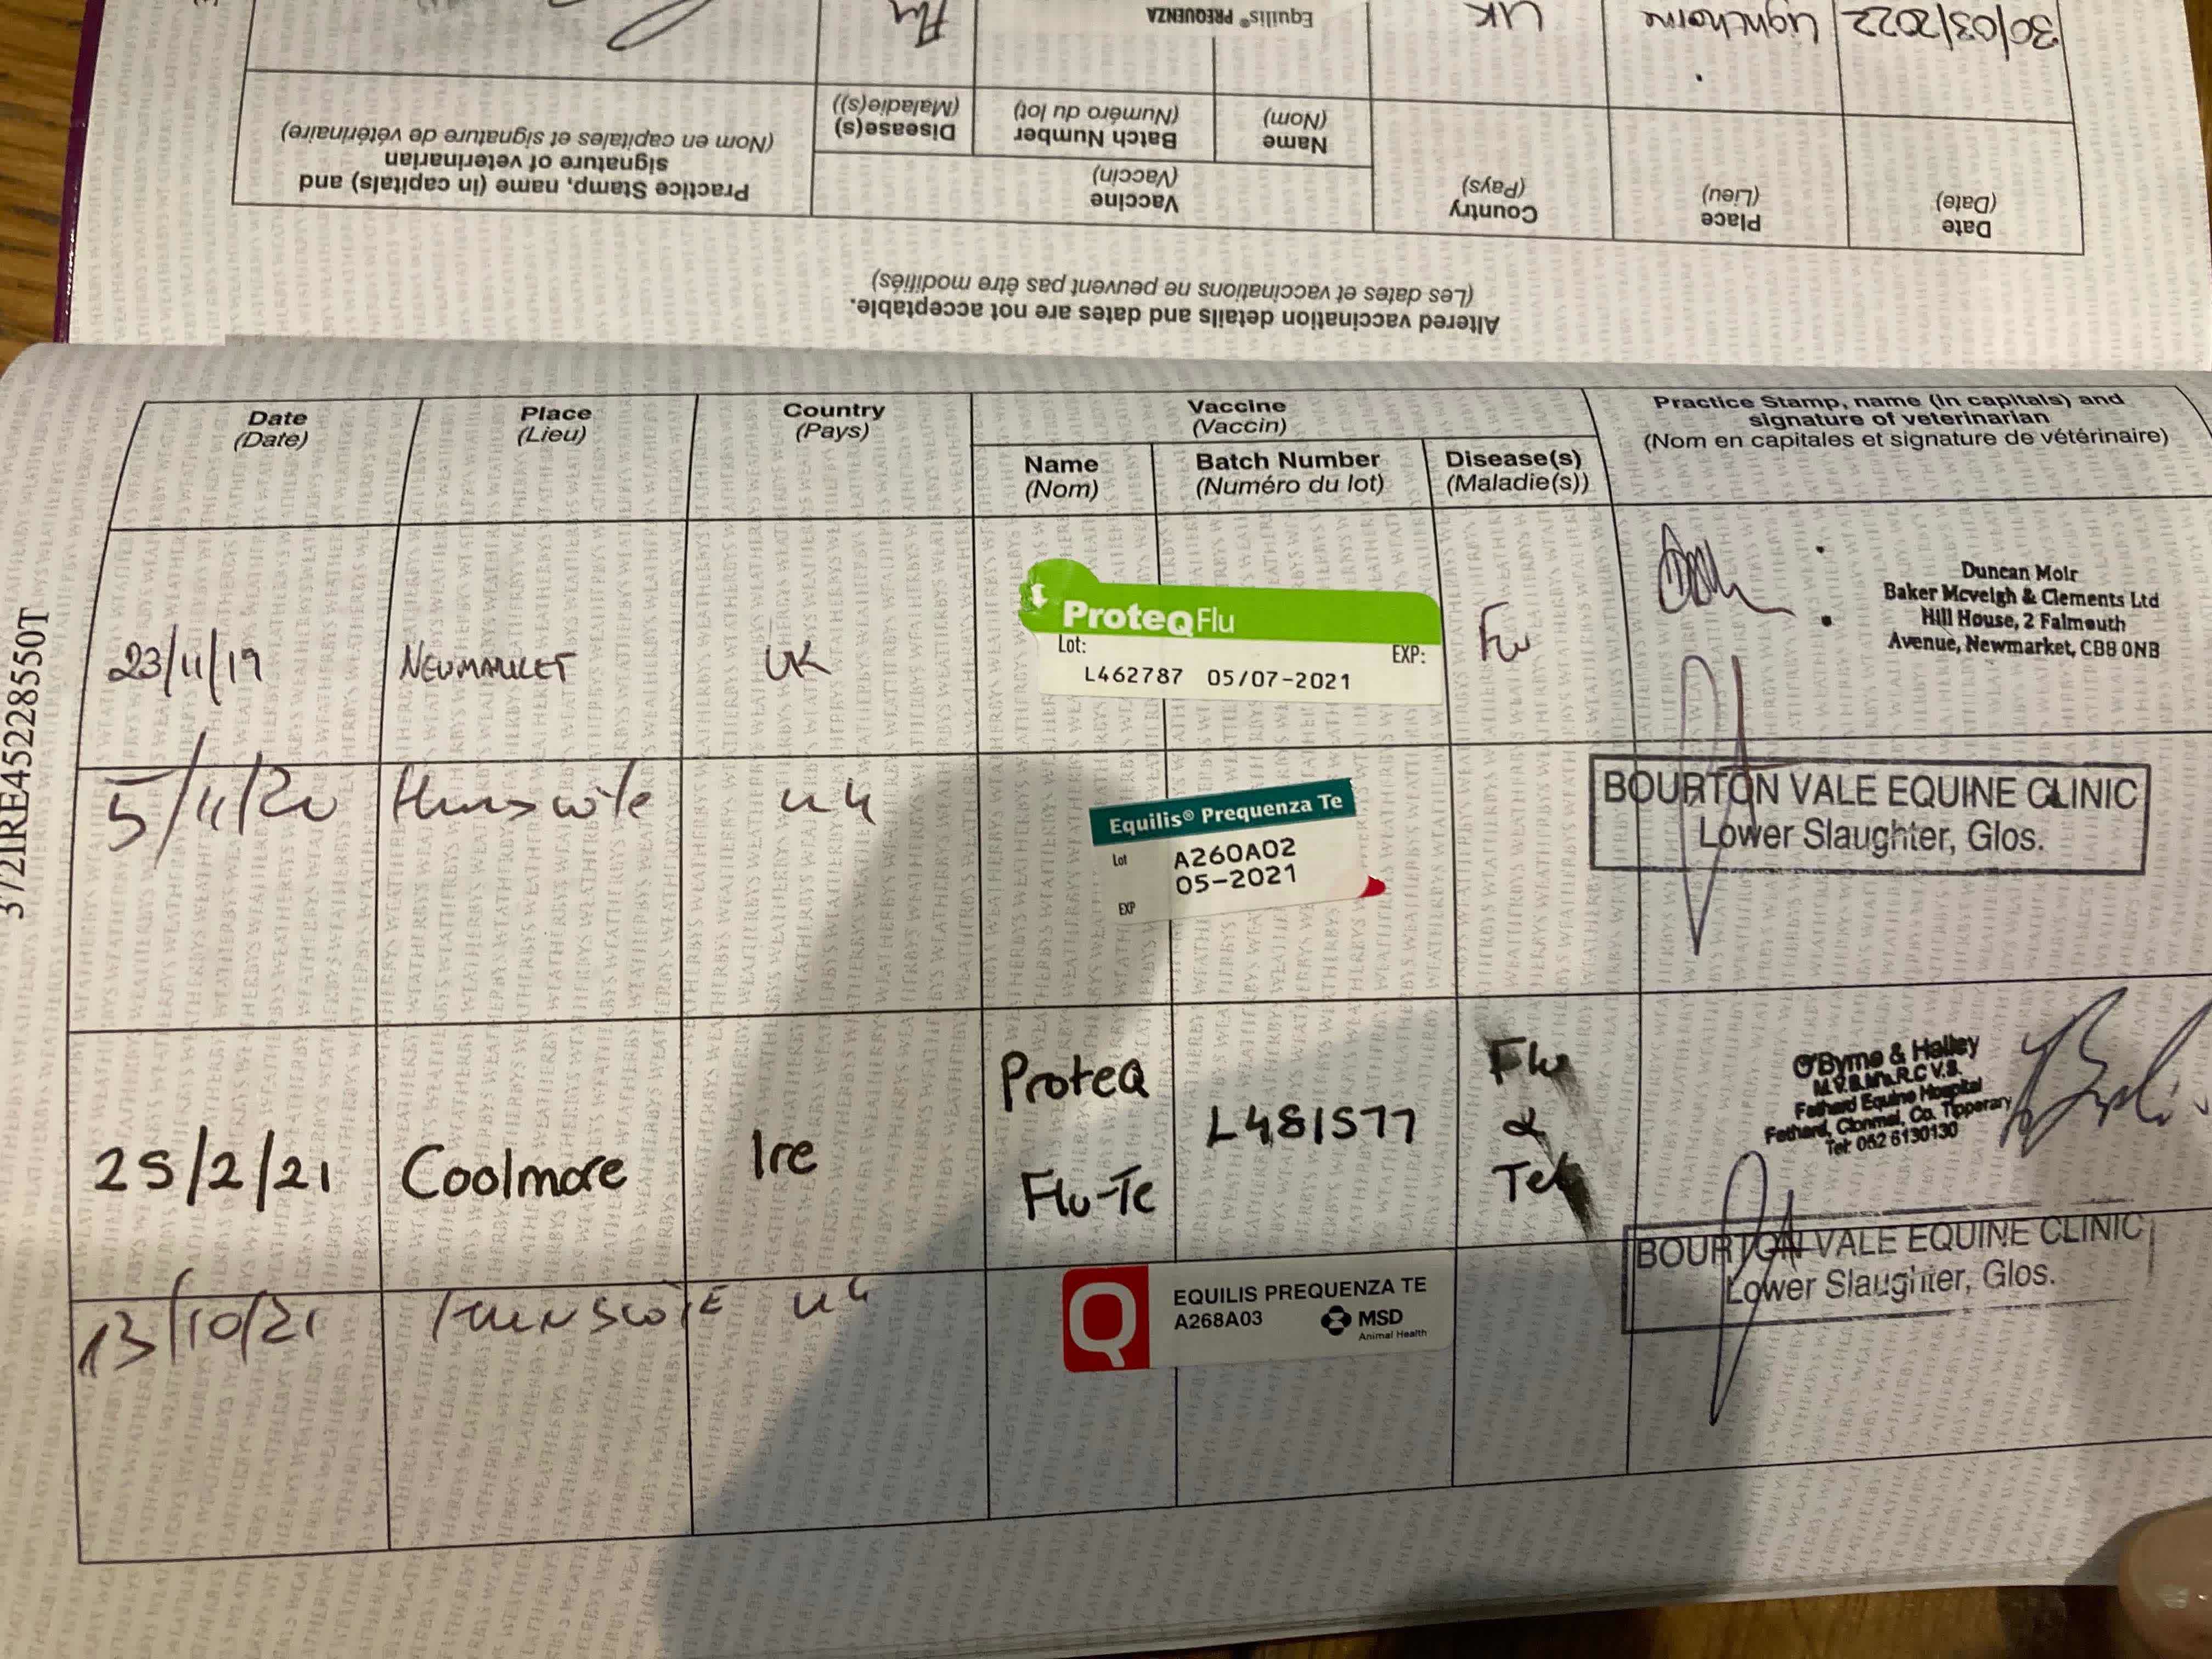 30/03/2022 Lighthorne UK Equilis® PREQUENZA Flu
Date Place Country Vaccine Practice Stamp, name (in capitals) and
(Date) (Lieu) (Pays) (Vaccin) signature of veterinarian
(Nom en capitales et signature de vétérinaire)
Name Batch Number Disease(s)
(Nom) (Numéro du lot) (Maladie(s))
Altered vaccination details and dates are not acceptable.
(Les dates et vaccinations ne peuvent pas être modifiés)
372IRE45228550T
Date Place Country Vaccine Practice Stamp, name (in capitals) and
(Date) (Lieu) (Pays) (Vaccin) signature of veterinarian
(Nom en capitales et signature de vétérinaire)
Name Batch Number Disease(s)
(Nom) (Numéro du lot) (Maladie(s))
23/11/19 NEWMARKET UK
ProteqFlu
Lot: EXP:
L462787 05/07-2021
Flu
Duncan Moir
Baker Mcveigh & Clements Ltd
Hill House, 2 Falmouth
Avenue, Newmarket, CB8 0NB
5/11/20 UK
Equilis® Prequenza Te
Lot A260A02
05-2021
EXP
BOURTON VALE EQUINE CLINIC
Lower Slaughter, Glos.
25/2/21 Coolmore Ire
Proteq
Flu-Te
L481577
Flu
&
Tet
O'Byrne & Halley
M.V.B. M's.R.C.V.S.
Fethard Equine Hospital
Fethard, Clonmel, Co. Tipperary
Tel: 052 6130130
13/10/21 UK
Q
EQUILIS PREQUENZA TE
A268A03 MSD
Animal Health
BOURTON VALE EQUINE CLINIC
Lower Slaughter, Glos.